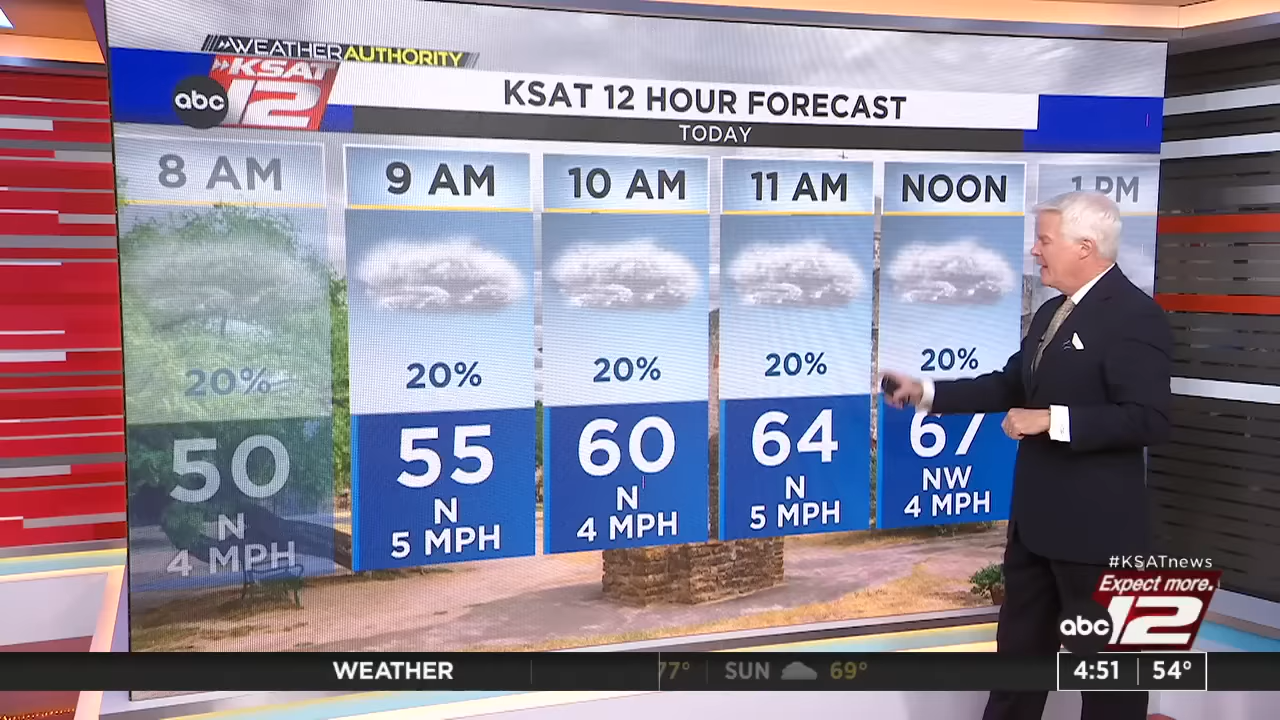 WEATHERAUTHORITY
KSAT
abc 12
KSAT 12 HOUR FORECAST
TODAY
8 AM
20%
50
N
4 MPH
9 AM
20%
55
N
5 MPH
10 AM
20%
60
N
4 MPH
11 AM
20%
64
N
5 MPH
NOON
20%
67
NW
4 MPH
1 PM
#KSATnews
Expect more.
abc 12
WEATHER
77° SUN 69°
4:51 54°